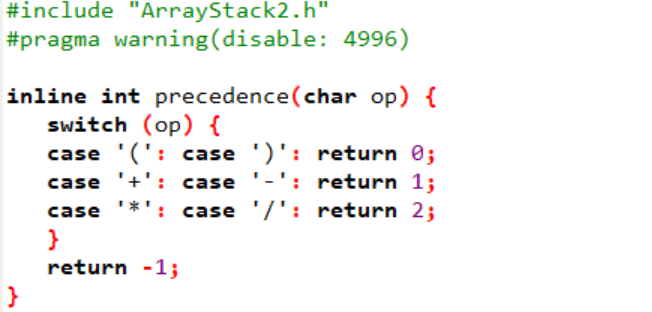 #include "ArrayStack2.h"
#pragma warning(disable: 4996)
inline int precedence(char op) {
switch (op) {
case '(': case ')': return 0;
case '+': case '-': return 1;
case '*': case '/': return 2;
}
return -1;
}